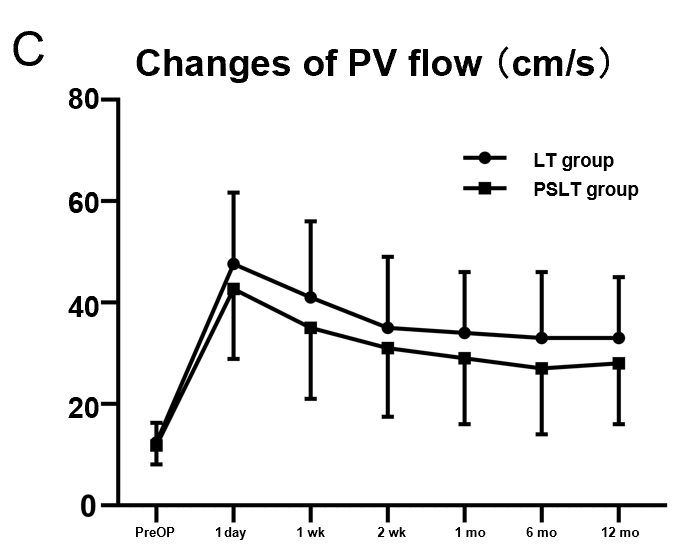 C
Changes of PV flow（cm/s）
80
60
40
20
0
LT group
PSLT group
PreOP 1 day 1 wk 2 wk 1 mo 6 mo 12 mo